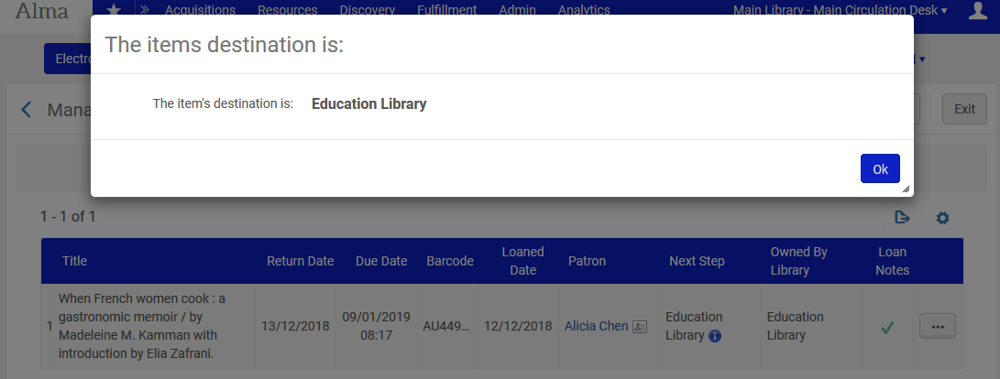 Alma
Acquisitions Resources Discovery Fulfillment Admin Analytics Main Library - Main Circulation Desk
The items destination is:
The item's destination is: Education Library
Ok
Exit
1 - 1 of 1
Title Return Date Due Date Barcode Loaned Date Patron Next Step Owned By Library Loan Notes
1 When French women cook : a
gastronomic memoir / by
Madeleine M. Kamman with
introduction by Elia Zafrani.
13/12/2018
09/01/2019
08:17
AU449...
12/12/2018
Alicia Chen
Education
Library
Education
Library